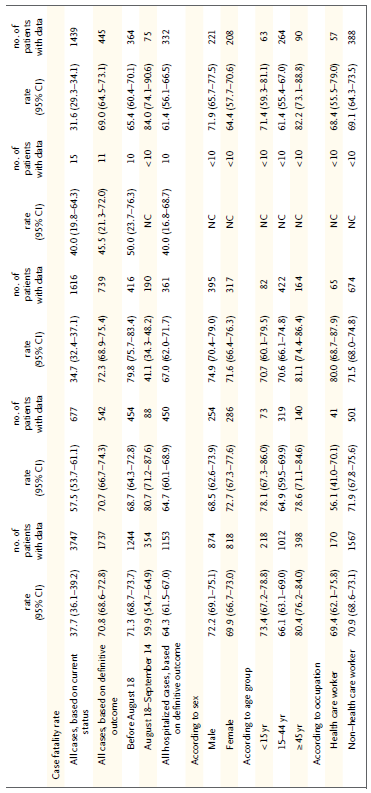 rate (95% CI) no. of patients with data rate (95% CI) no. of patients with data rate (95% CI) no. of patients with data rate (95% CI) no. of patients with data rate (95% CI) no. of patients with data
Case fatality rate
All cases, based on current status 37.7 (36.1–39.2) 3747 57.5 (53.7–61.1) 677 34.7 (32.4–37.1) 1616 40.0 (19.8–64.3) 15 31.6 (29.3–34.1) 1439
All cases, based on definitive outcome 70.8 (68.6–72.8) 1737 70.7 (66.7–74.3) 542 72.3 (68.9–75.4) 739 45.5 (21.3–72.0) 11 69.0 (64.5–73.1) 445
Before August 18 71.3 (68.7–73.7) 1244 68.7 (64.3–72.8) 454 79.8 (75.7–83.4) 416 50.0 (23.7–76.3) 10 65.4 (60.4–70.1) 364
August 18–September 14 59.9 (54.7–64.9) 354 80.7 (71.2–87.6) 88 41.1 (34.3–48.2) 190 NC <10 84.0 (74.1–90.6) 75
All hospitalized cases, based on definitive outcome 64.3 (61.5–67.0) 1153 64.7 (60.1–68.9) 450 67.0 (62.0–71.7) 361 40.0 (16.8–68.7) 10 61.4 (56.1–66.5) 332
According to sex
Male 72.2 (69.1–75.1) 874 68.5 (62.6–73.9) 254 74.9 (70.4–79.0) 395 NC <10 71.9 (65.7–77.5) 221
Female 69.9 (66.7–73.0) 818 72.7 (67.3–77.6) 286 71.6 (66.4–76.3) 317 NC <10 64.4 (57.7–70.6) 208
According to age group
<15 yr 73.4 (67.2–78.8) 218 78.1 (67.3–86.0) 73 70.7 (60.1–79.5) 82 NC <10 71.4 (59.3–81.1) 63
15–44 yr 66.1 (63.1–69.0) 1012 64.9 (59.5–69.9) 319 70.6 (66.1–74.8) 422 NC <10 61.4 (55.4–67.0) 264
≥45 yr 80.4 (76.2–84.0) 398 78.6 (71.1–84.6) 140 81.1 (74.4–86.4) 164 NC <10 82.2 (73.1–88.8) 90
According to occupation
Health care worker 69.4 (62.1–75.8) 170 56.1 (41.0–70.1) 41 80.0 (68.7–87.9) 65 NC <10 68.4 (55.5–79.0) 57
Non–health care worker 70.9 (68.6–73.1) 1567 71.9 (67.8–75.6) 501 71.5 (68.0–74.8) 674 NC <10 69.1 (64.3–73.5) 388